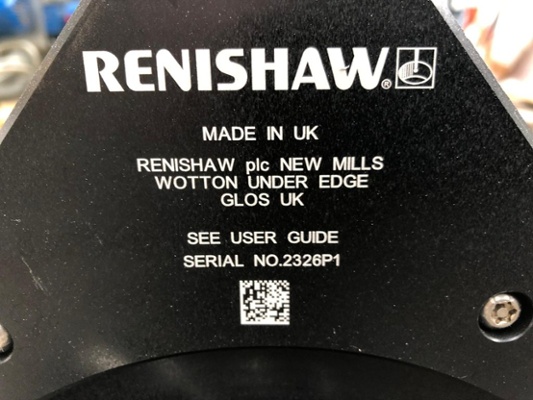 RENISHAW®
MADE IN UK
RENISHAW plc NEW MILLS
WOTTON UNDER EDGE
GLOS UK
SEE USER GUIDE
SERIAL NO.2326P1